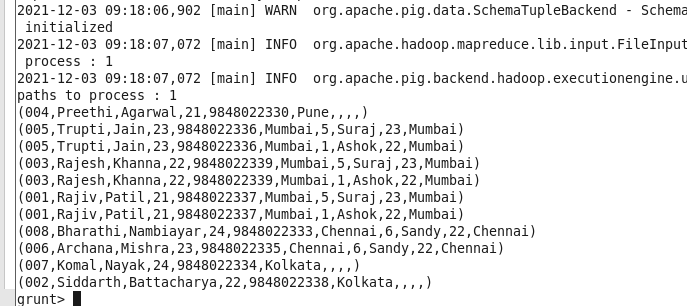 2021-12-03 09:18:06,902 [main] WARN  org.apache.pig.data.SchemaTupleBackend - Schema
 initialized
2021-12-03 09:18:07,072 [main] INFO  org.apache.hadoop.mapreduce.lib.input.FileInput
 process : 1
2021-12-03 09:18:07,072 [main] INFO  org.apache.pig.backend.hadoop.executionengine.u
paths to process : 1
(004,Preethi,Agarwal,21,9848022330,Pune,,,,)
(005,Trupti,Jain,23,9848022336,Mumbai,5,Suraj,23,Mumbai)
(005,Trupti,Jain,23,9848022336,Mumbai,1,Ashok,22,Mumbai)
(003,Rajesh,Khanna,22,9848022339,Mumbai,5,Suraj,23,Mumbai)
(003,Rajesh,Khanna,22,9848022339,Mumbai,1,Ashok,22,Mumbai)
(001,Rajiv,Patil,21,9848022337,Mumbai,5,Suraj,23,Mumbai)
(001,Rajiv,Patil,21,9848022337,Mumbai,1,Ashok,22,Mumbai)
(008,Bharathi,Nambiayar,24,9848022333,Chennai,6,Sandy,22,Chennai)
(006,Archana,Mishra,23,9848022335,Chennai,6,Sandy,22,Chennai)
(007,Komal,Nayak,24,9848022334,Kolkata,,,,)
(002,Siddarth,Battacharya,22,9848022338,Kolkata,,,,)
grunt>